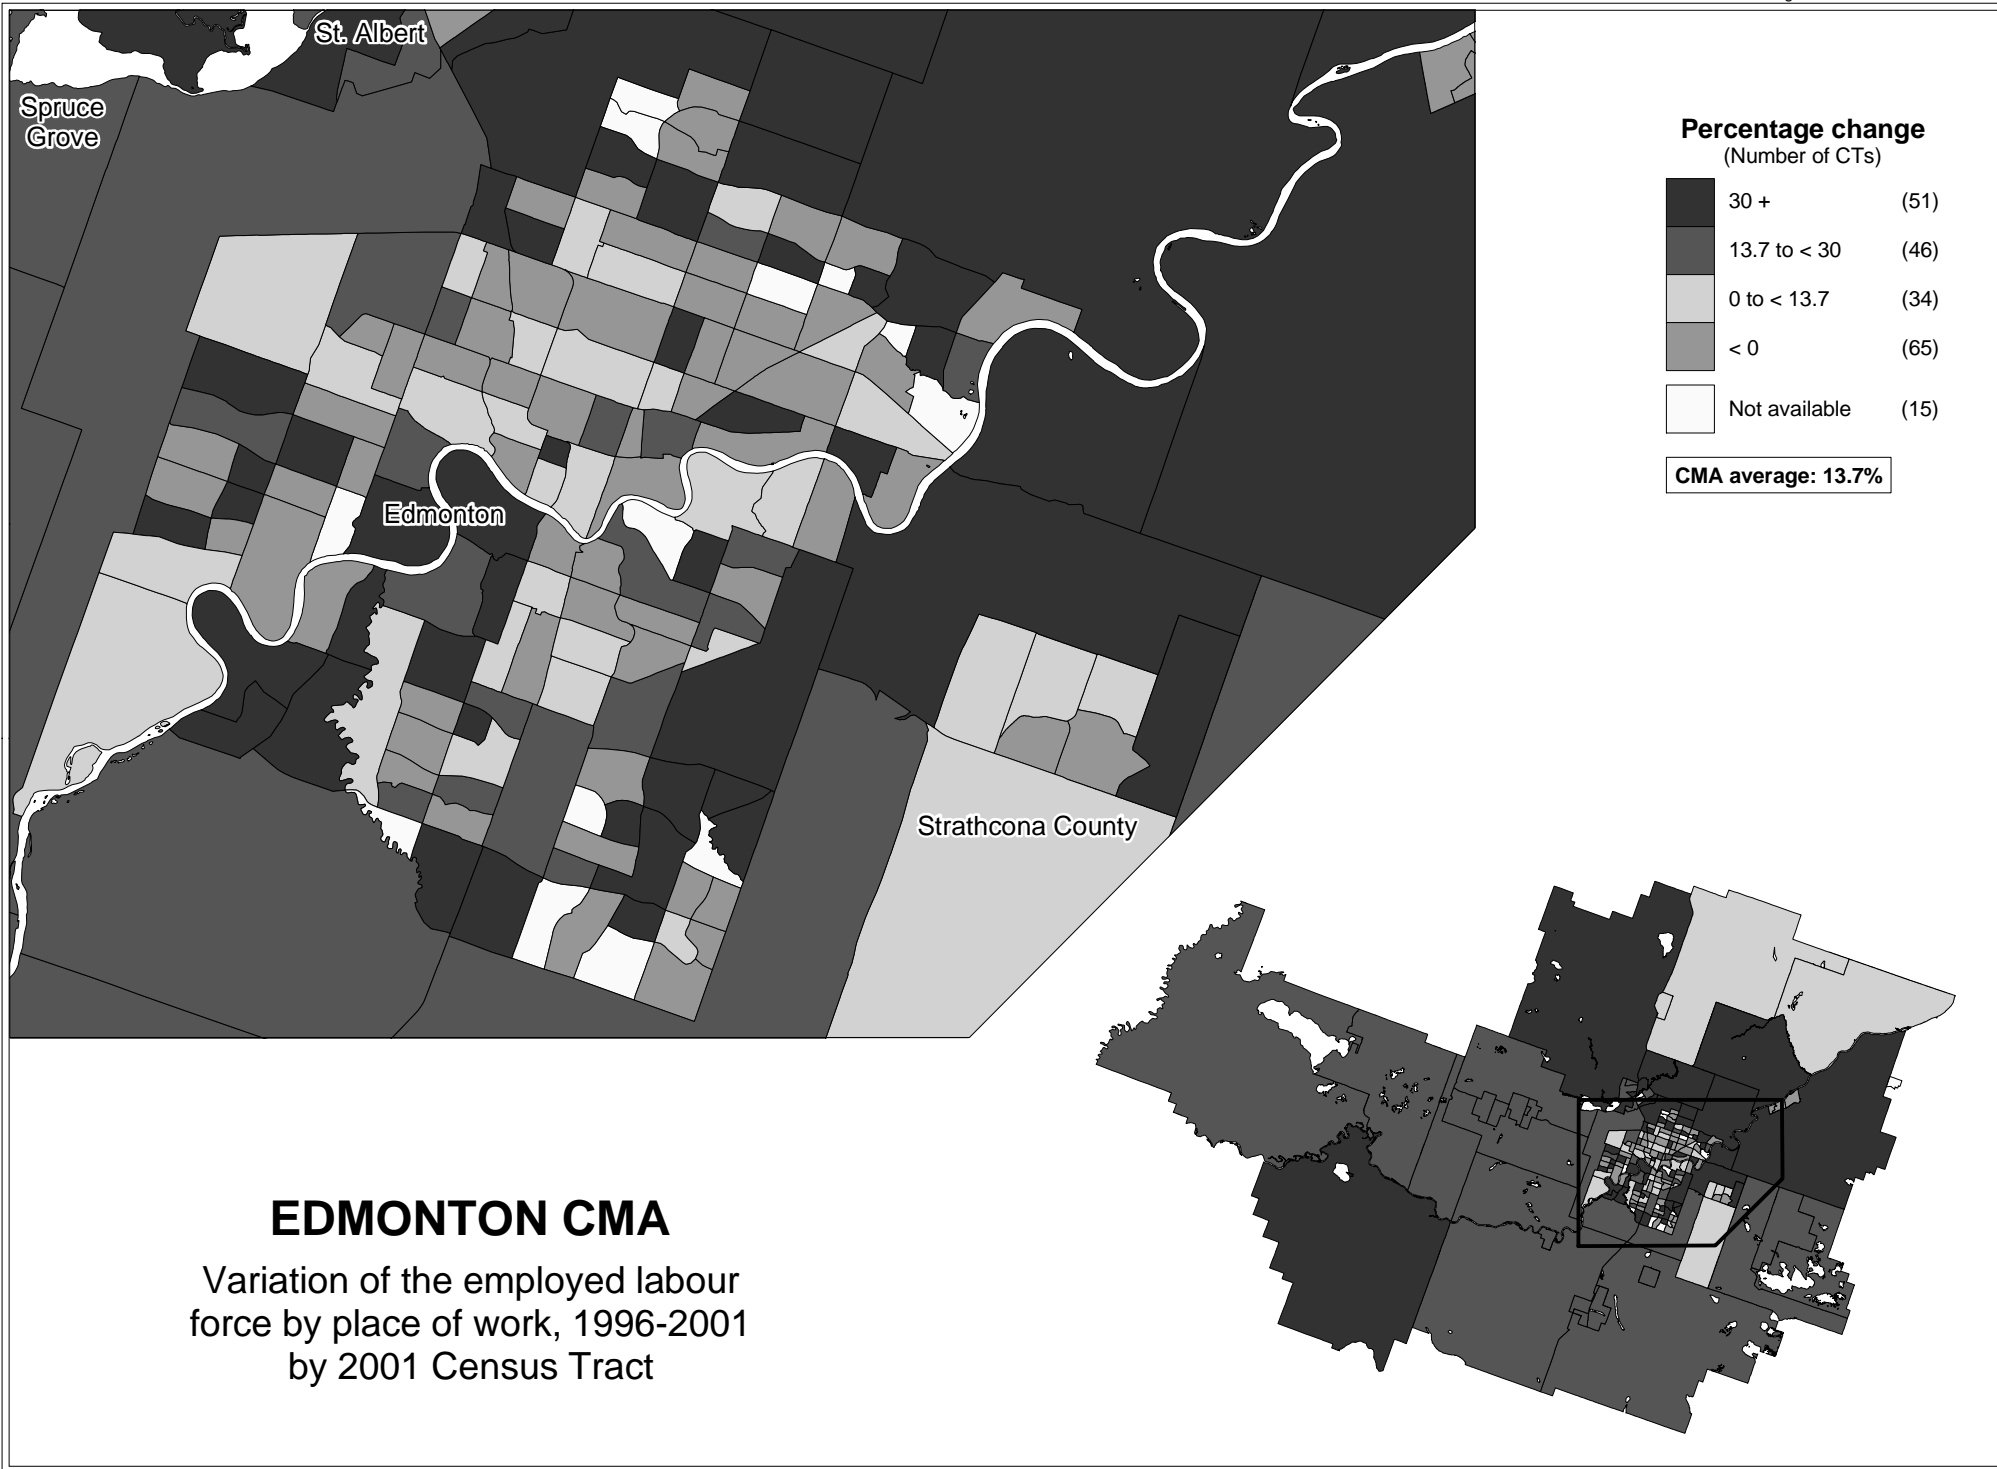 St. Albert
Spruce
Grove
Edmonton
Strathcona County
Percentage change
(Number of CTs)
30 + (51)
13.7 to < 30 (46)
0 to < 13.7 (34)
< 0 (65)
Not available (15)
CMA average: 13.7%
EDMONTON CMA
Variation of the employed labour
force by place of work, 1996-2001
by 2001 Census Tract